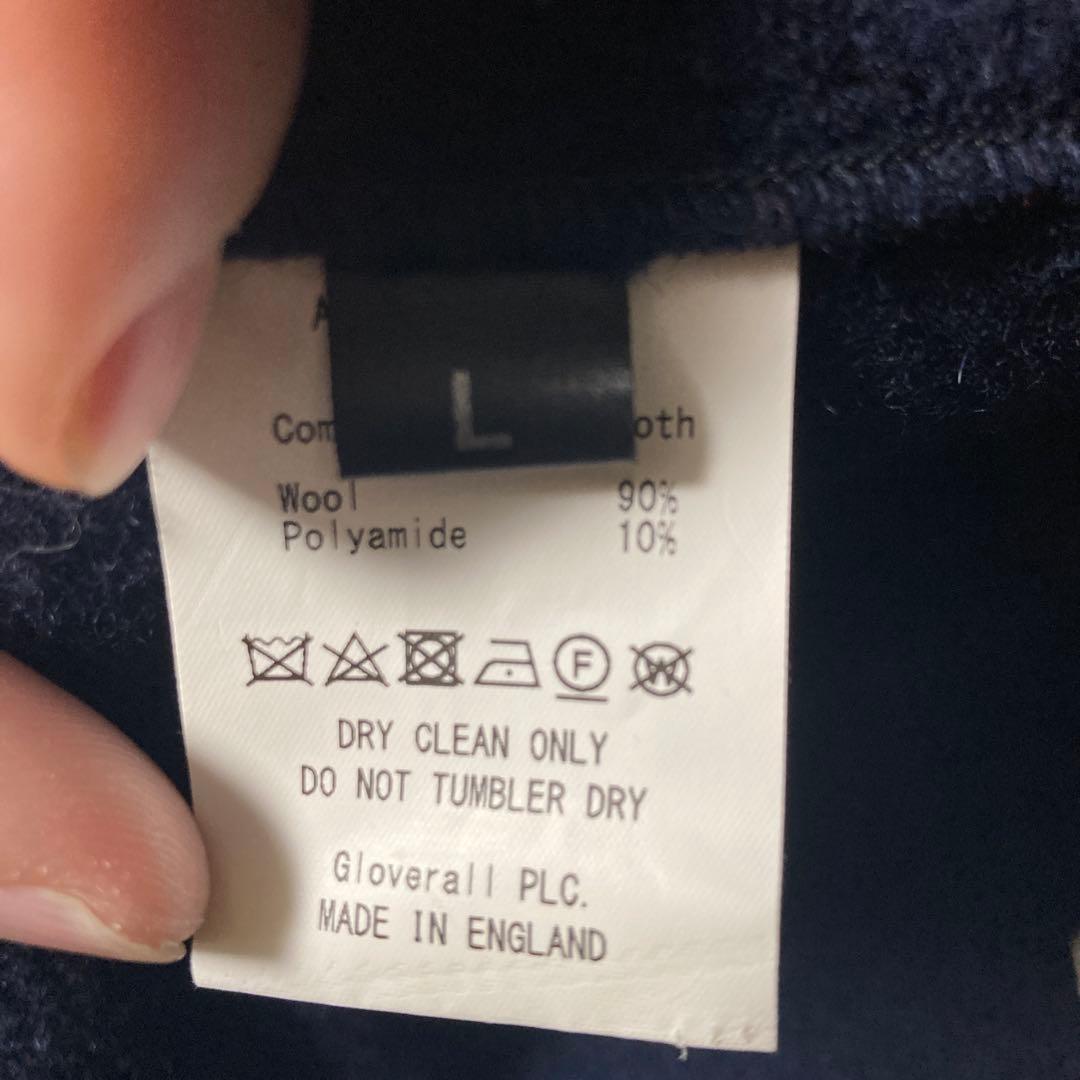 L
Wool 90%
Polyamide 10%
F W
DRY CLEAN ONLY
DO NOT TUMBLER DRY
Gloverall PLC.
MADE IN ENGLAND